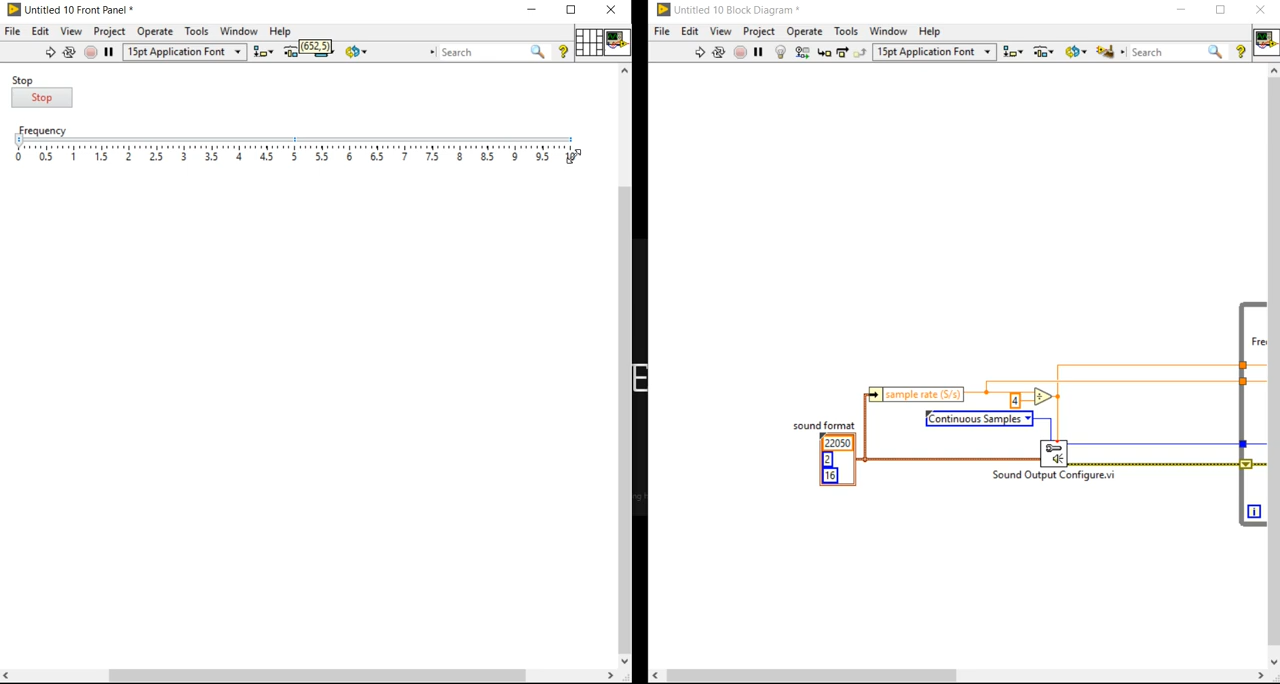 Untitled 10 Front Panel *
File Edit View Project Operate Tools Window Help
15pt Application Font
(652,5)
Search
?
Stop
Stop
Frequency
0 0.5 1 1.5 2 2.5 3 3.5 4 4.5 5 5.5 6 6.5 7 7.5 8 8.5 9 9.5 10
E
Untitled 10 Block Diagram *
File Edit View Project Operate Tools Window Help
15pt Application Font
Search
?
sample rate (S/s)
4
÷
Continuous Samples
sound format
22050
2
16
Sound Output Configure.vi
i